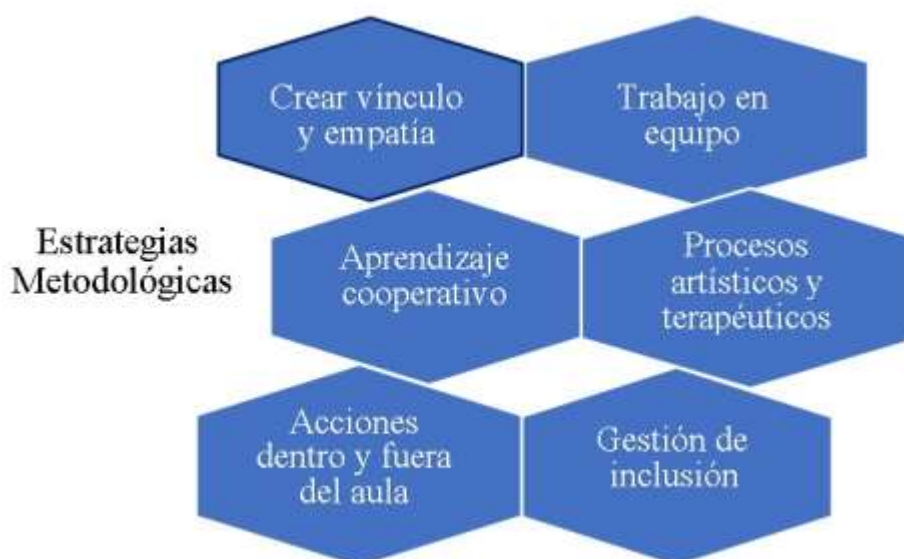 Crear vínculo
y empatía
Trabajo en
equipo
Estrategias
Metodológicas
Aprendizaje
cooperativo
Procesos
artísticos y
terapéuticos
Acciones
dentro y fuera
del aula
Gestión de
inclusión